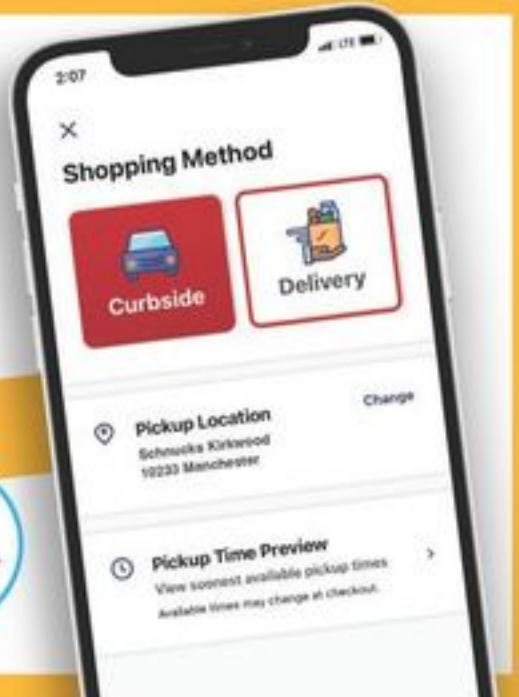 2:07
LTE
Shopping Method
Curbside
Delivery
Pickup Location
Change
Schnucks Kirkwood
10233 Manchester
Pickup Time Preview
View soonest available pickup times
Available times may change at checkout.